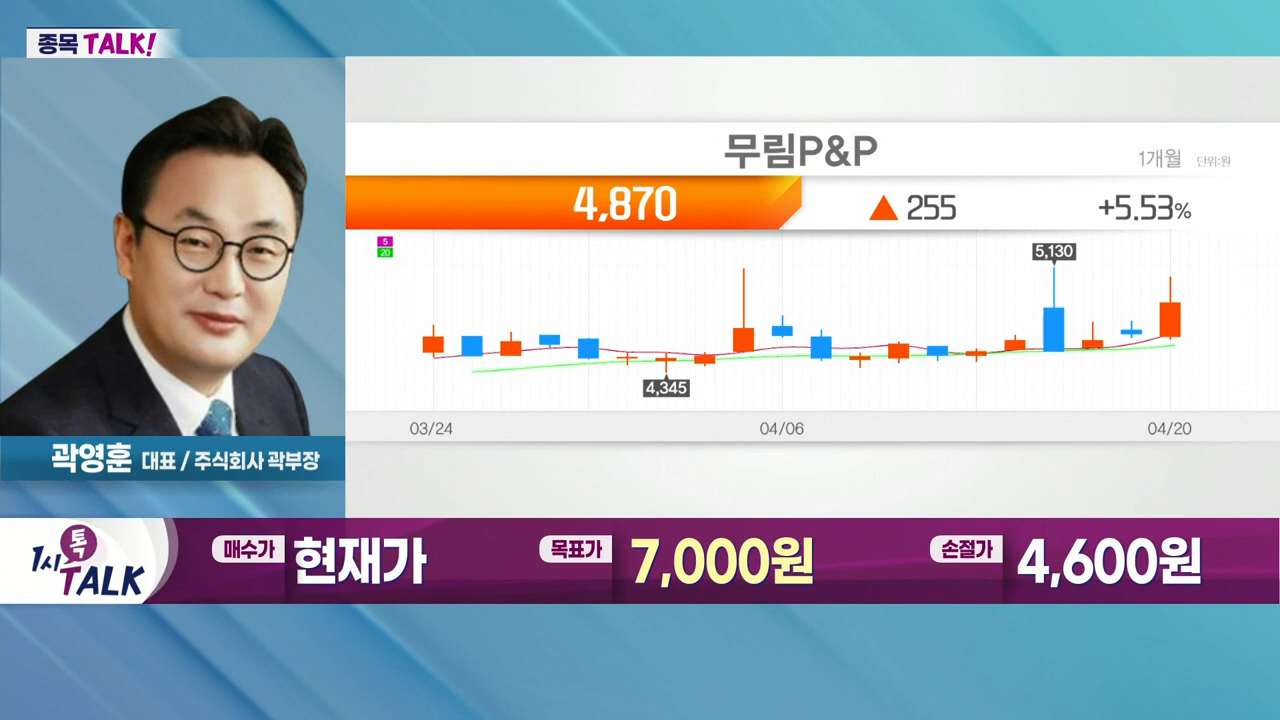 종목 TALK!
무림P&P
1개월 단위:원
4,870 ▲ 255 +5.53%
5
20
5,130
4,345
03/24 04/06 04/20
곽영훈 대표 / 주식회사 곽부장
1시 톡 TALK
매수가 현재가 목표가 7,000원 손절가 4,600원